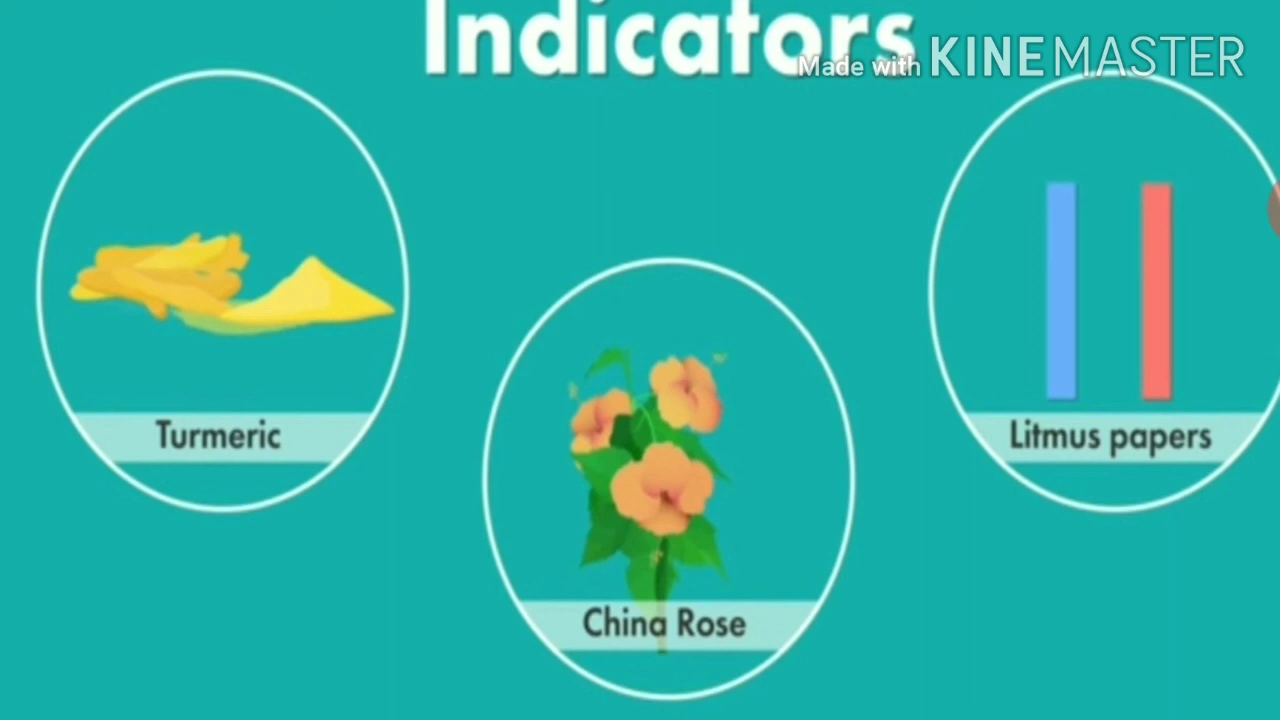 Indicators
Made with KINEMASTER
Turmeric
Litmus papers
China Rose